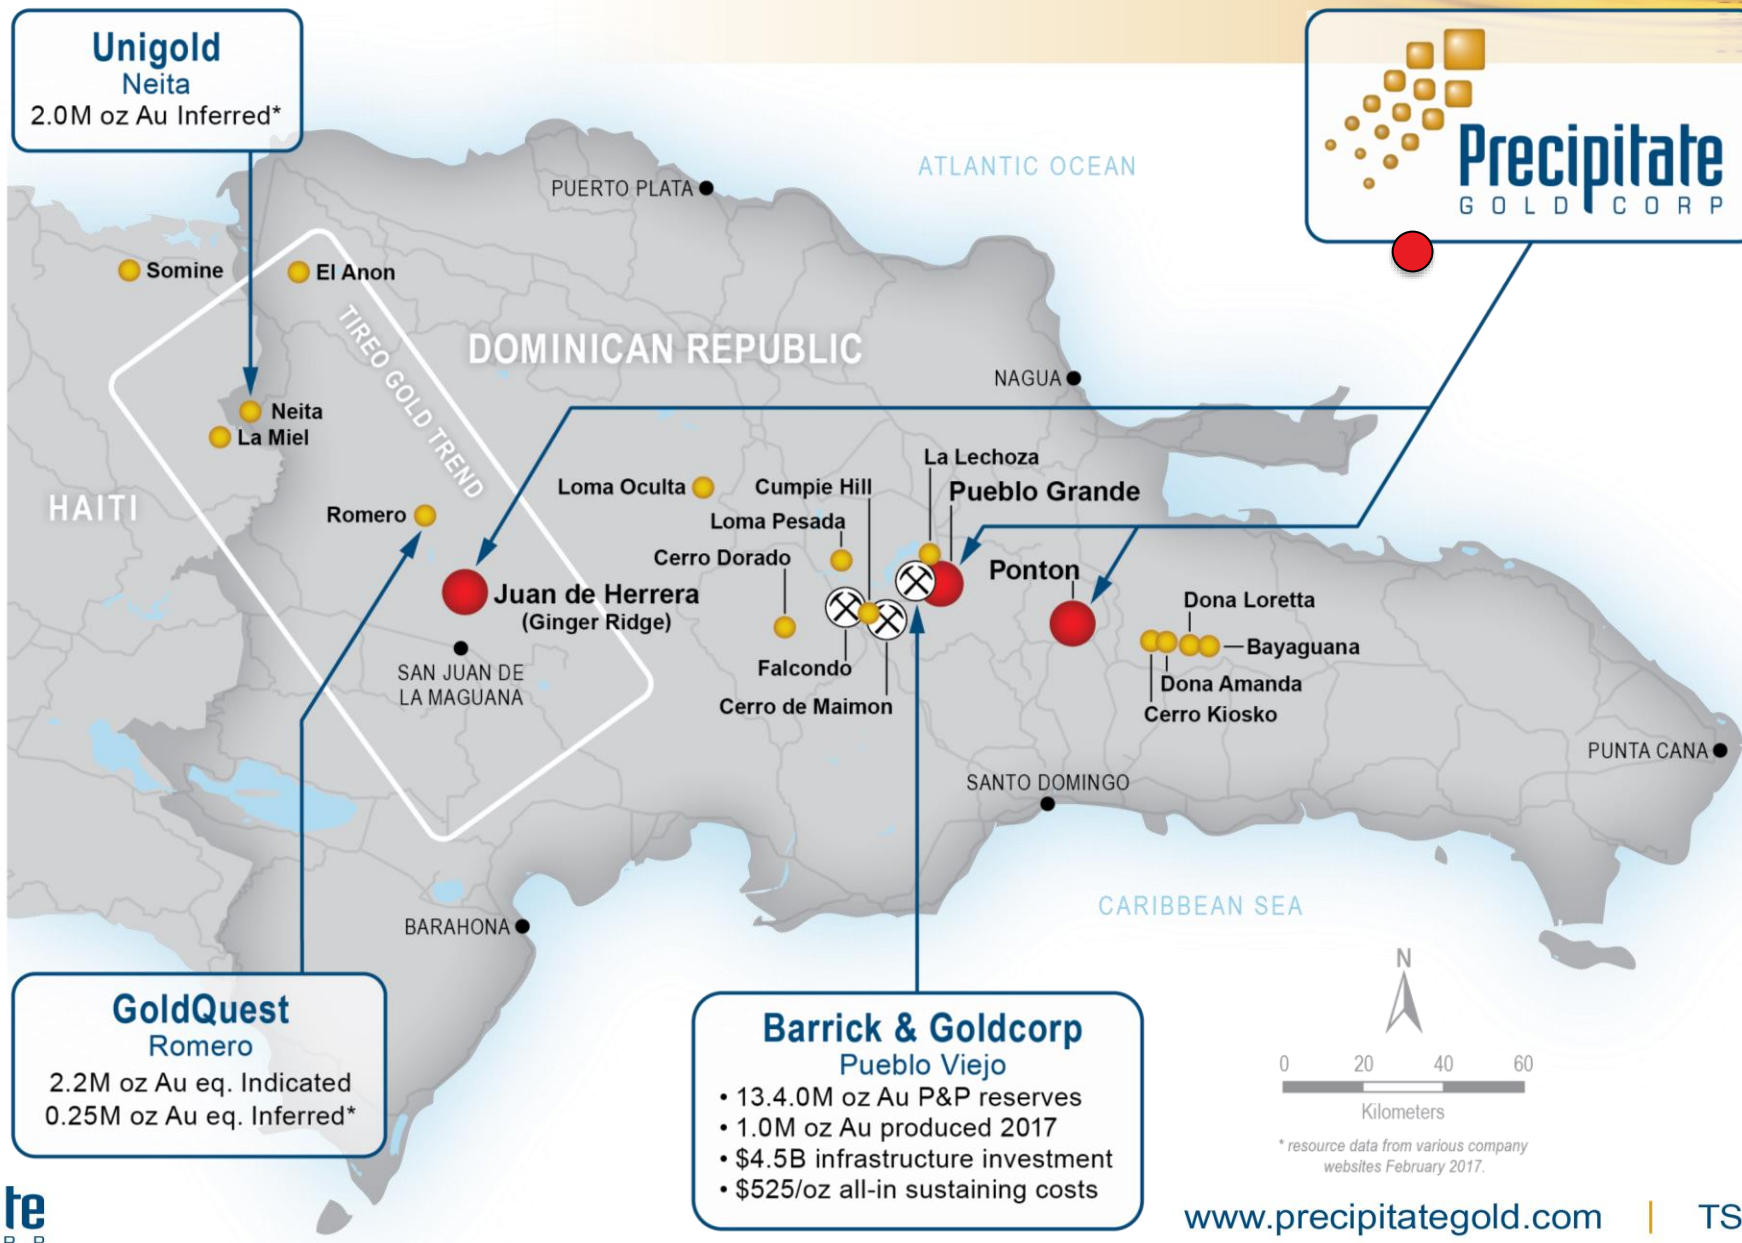 Unigold
Neita
2.0M oz Au Inferred*
Precipitate
GOLD CORP
ATLANTIC OCEAN
PUERTO PLATA
Somine
El Anon
TIREO GOLD TREND
DOMINICAN REPUBLIC
NAGUA
Neita
La Miel
HAITI
La Lechoza
Loma Oculta
Cumpie Hill
Pueblo Grande
Romero
Loma Pesada
Cerro Dorado
Ponton
Juan de Herrera
(Ginger Ridge)
Dona Loretta
Bayaguana
SAN JUAN DE
LA MAGUANA
Falcondo
Dona Amanda
Cerro de Maimon
Cerro Kiosko
PUNTA CANA
SANTO DOMINGO
CARIBBEAN SEA
BARAHONA
N
GoldQuest
Romero
2.2M oz Au eq. Indicated
0.25M oz Au eq. Inferred*
Barrick & Goldcorp
Pueblo Viejo
• 13.4.0M oz Au P&P reserves
• 1.0M oz Au produced 2017
• $4.5B infrastructure investment
• $525/oz all-in sustaining costs
0 20 40 60
Kilometers
* resource data from various company
websites February 2017.
te
www.precipitategold.com | TS